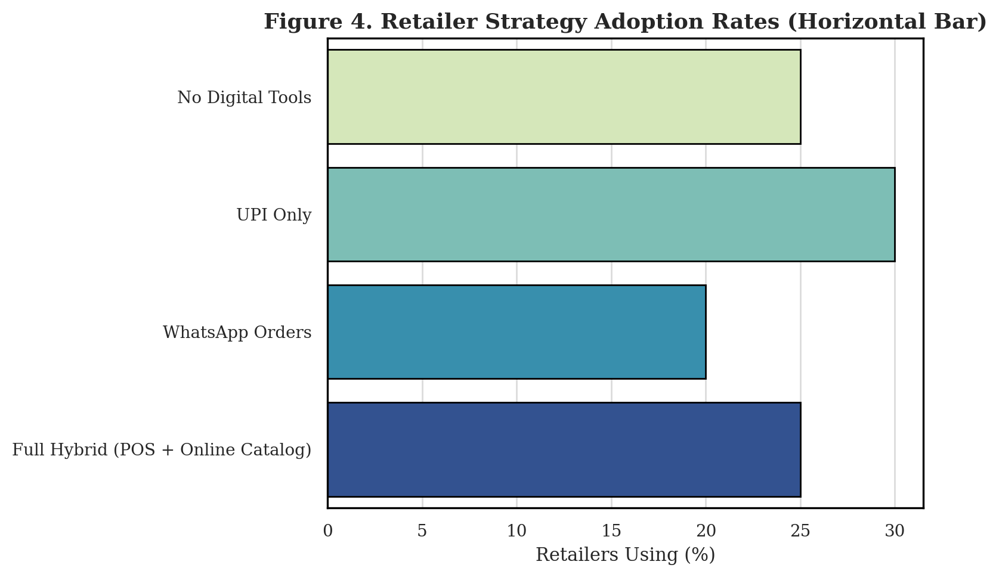 Figure 4. Retailer Strategy Adoption Rates (Horizontal Bar)
No Digital Tools
UPI Only
WhatsApp Orders
Full Hybrid (POS + Online Catalog)
0 5 10 15 20 25 30
Retailers Using (%)